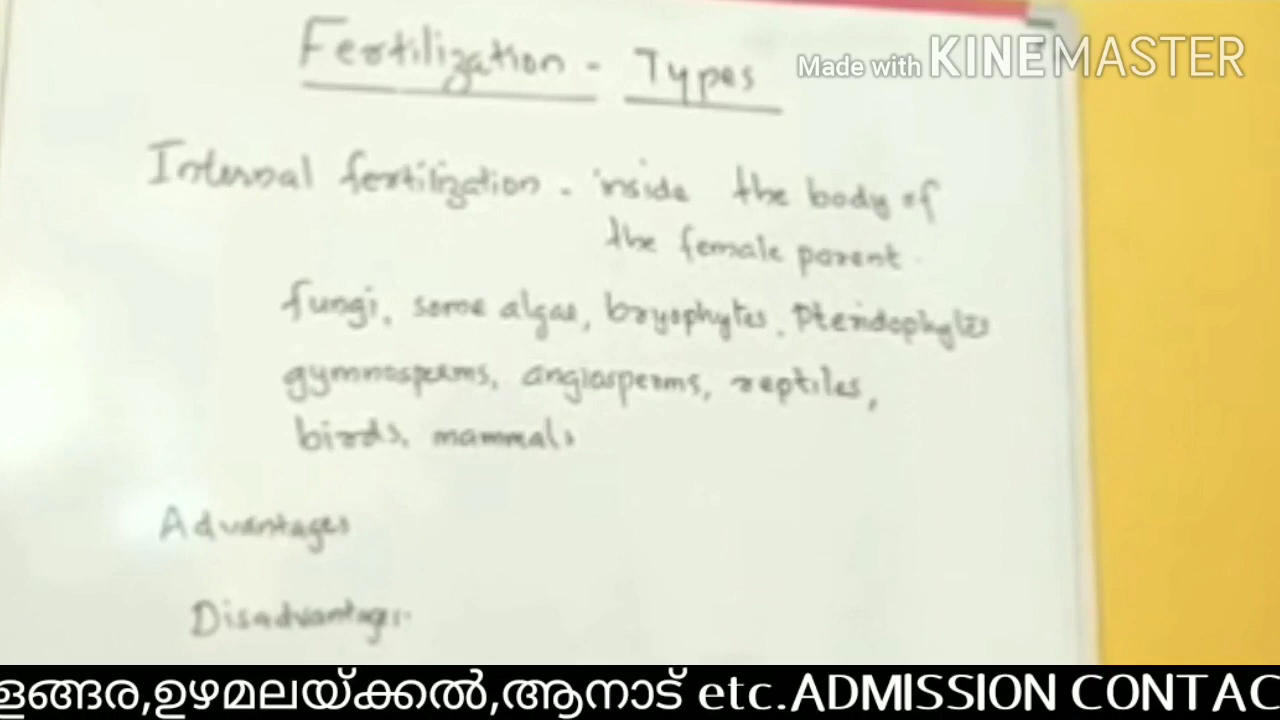 Fertilization - Types
Made with KINEMASTER
Internal fertilization - inside the body of
the female parent.
fungi, some algae, bryophytes, Pteridophytes
gymnosperms, angiosperms, reptiles,
birds, mammals
Advantages
Disadvantages.
ളങ്ങര,ഉഴമലയ്ക്കൽ,ആനാട് etc.ADMISSION CONTAC